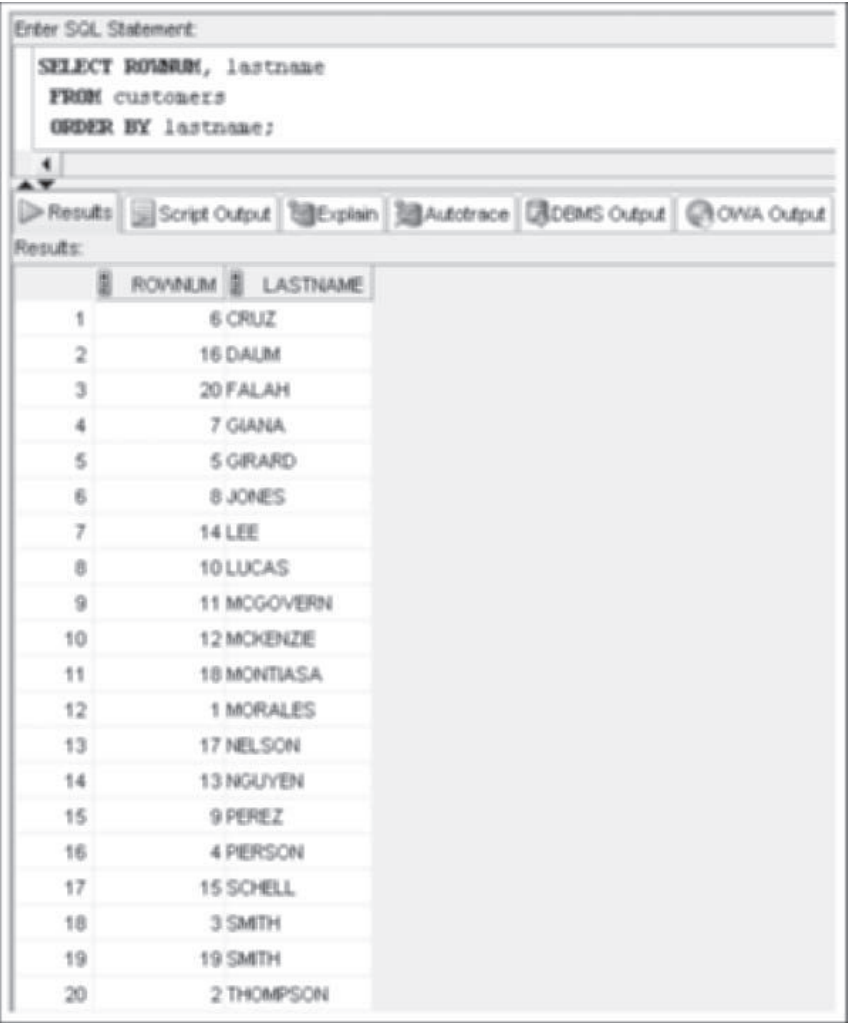 Enter SQL Statement:
SELECT ROWNUM, lastname
FROM customers
ORDER BY lastname;
Results Script Output Explain Autotrace DBMS Output OWA Output
Results:
ROWNUM LASTNAME
1 6 CRUZ
2 16 DAUM
3 20 FALAH
4 7 GIANA
5 5 GIRARD
6 8 JONES
7 14 LEE
8 10 LUCAS
9 11 MCGOVERN
10 12 MCKENZIE
11 18 MONTIASA
12 1 MORALES
13 17 NELSON
14 13 NGUYEN
15 9 PEREZ
16 4 PIERSON
17 15 SCHELL
18 3 SMITH
19 19 SMITH
20 2 THOMPSON